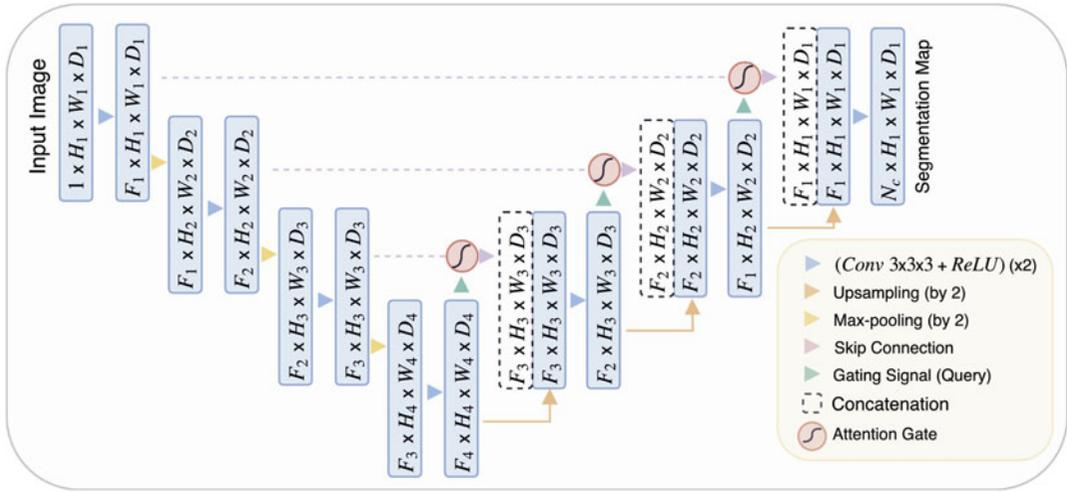 Input Image
1 x H₁ x W₁ x D₁
F₁ x H₁ x W₁ x D₁
F₁ x H₂ x W₂ x D₂
F₂ x H₂ x W₂ x D₂
F₂ x H₃ x W₃ x D₃
F₃ x H₃ x W₃ x D₃
F₃ x H₄ x W₄ x D₄
F₄ x H₄ x W₄ x D₄
F₃ x H₃ x W₃ x D₃
F₃ x H₃ x W₃ x D₃
F₂ x H₃ x W₃ x D₃
F₂ x H₂ x W₂ x D₂
F₂ x H₂ x W₂ x D₂
F₁ x H₂ x W₂ x D₂
F₁ x H₁ x W₁ x D₁
F₁ x H₁ x W₁ x D₁
N_c x H₁ x W₁ x D₁
Segmentation Map
(Conv 3x3x3 + ReLU) (x2)
Upsampling (by 2)
Max-pooling (by 2)
Skip Connection
Gating Signal (Query)
Concatenation
Attention Gate